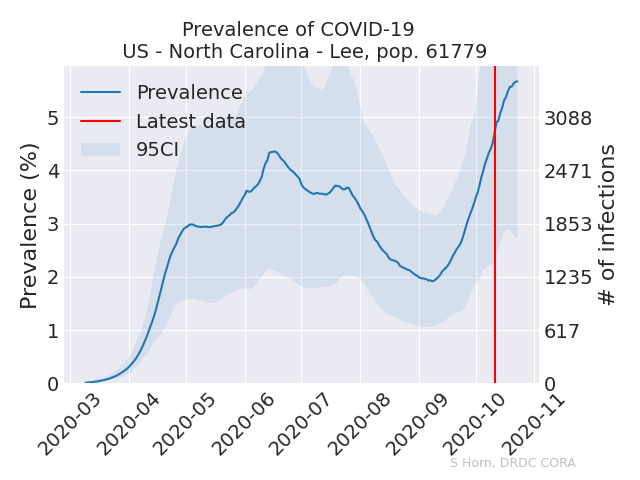 Prevalence of COVID-19
US - North Carolina - Lee, pop. 61779
Prevalence
Latest data
95CI
Prevalence (%)
5
4
3
2
1
0
3088
2471
1853
1235
617
0
# of infections
2020-03
2020-04
2020-05
2020-06
2020-07
2020-08
2020-09
2020-10
2020-11
S Horn, DRDC CORA